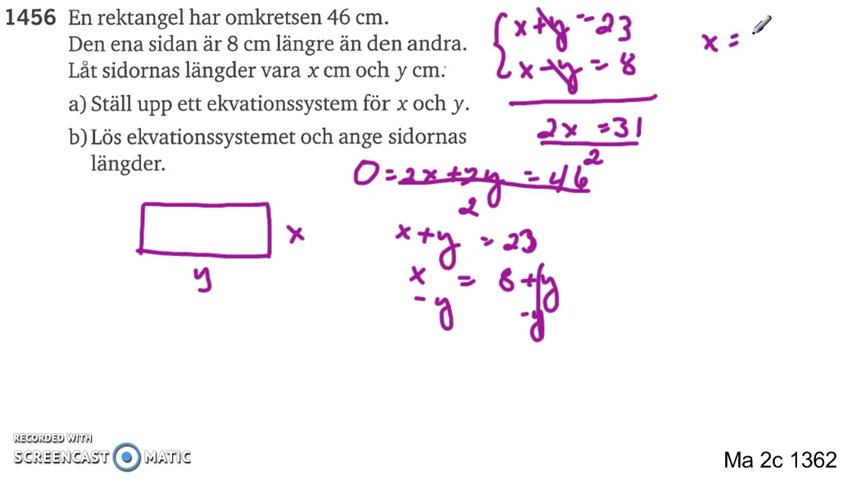 1456 En rektangel har omkretsen 46 cm.
Den ena sidan är 8 cm längre än den andra.
Låt sidornas längder vara x cm och y cm.
a) Ställ upp ett ekvationssystem för x och y.
b) Lös ekvationssystemet och ange sidornas
längder.
x+y = 23
x-y = 8
2x = 31
x =
O = 2x+2y = 46
2 2
x+y = 23
x = 8+y
-y -y
x
y
RECORDED WITH
SCREENCAST MATIC
Ma 2c 1362